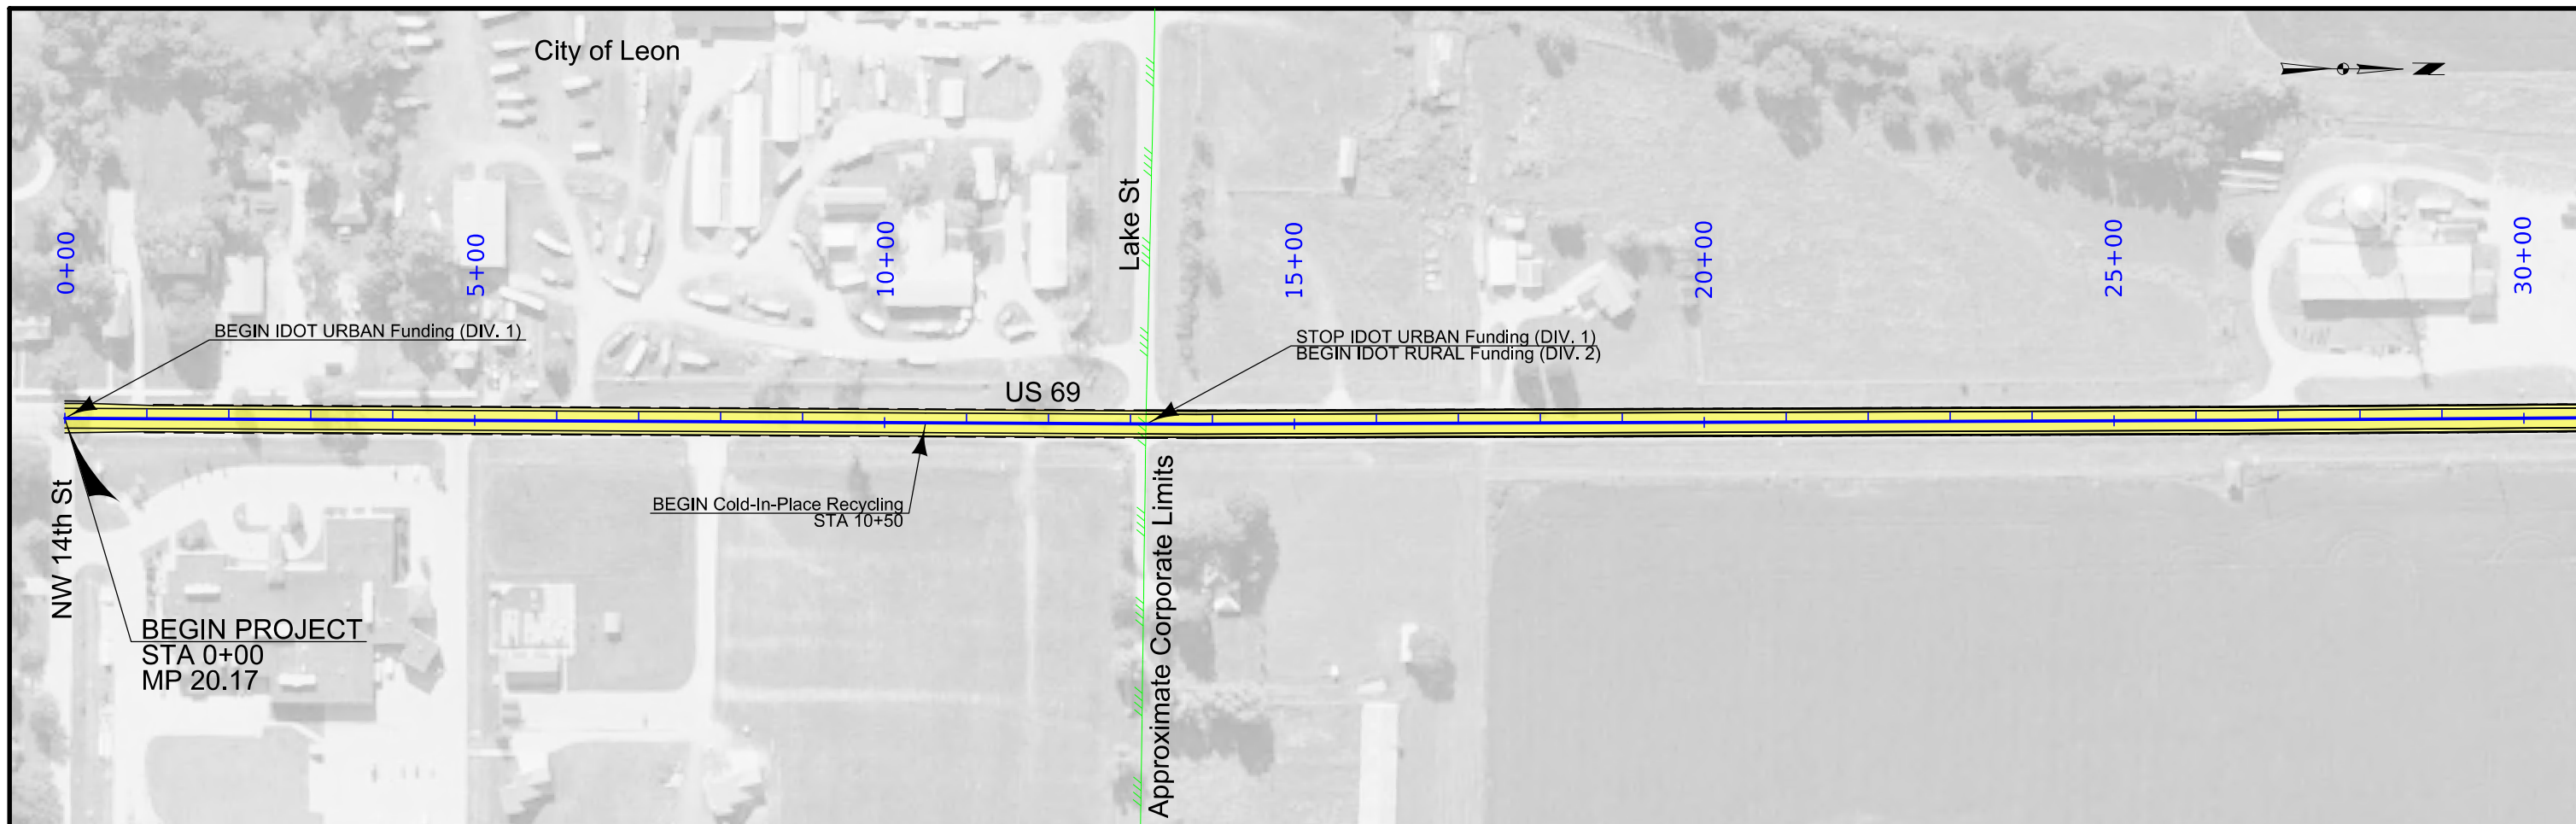 City of Leon
N
0+00
5+00
10+00
Lake St
15+00
20+00
25+00
30+00
BEGIN IDOT URBAN Funding (DIV. 1)
STOP IDOT URBAN Funding (DIV. 1)
BEGIN IDOT RURAL Funding (DIV. 2)
US 69
NW 14th St
BEGIN Cold-In-Place Recycling
STA 10+50
Approximate Corporate Limits
BEGIN PROJECT
STA 0+00
MP 20.17